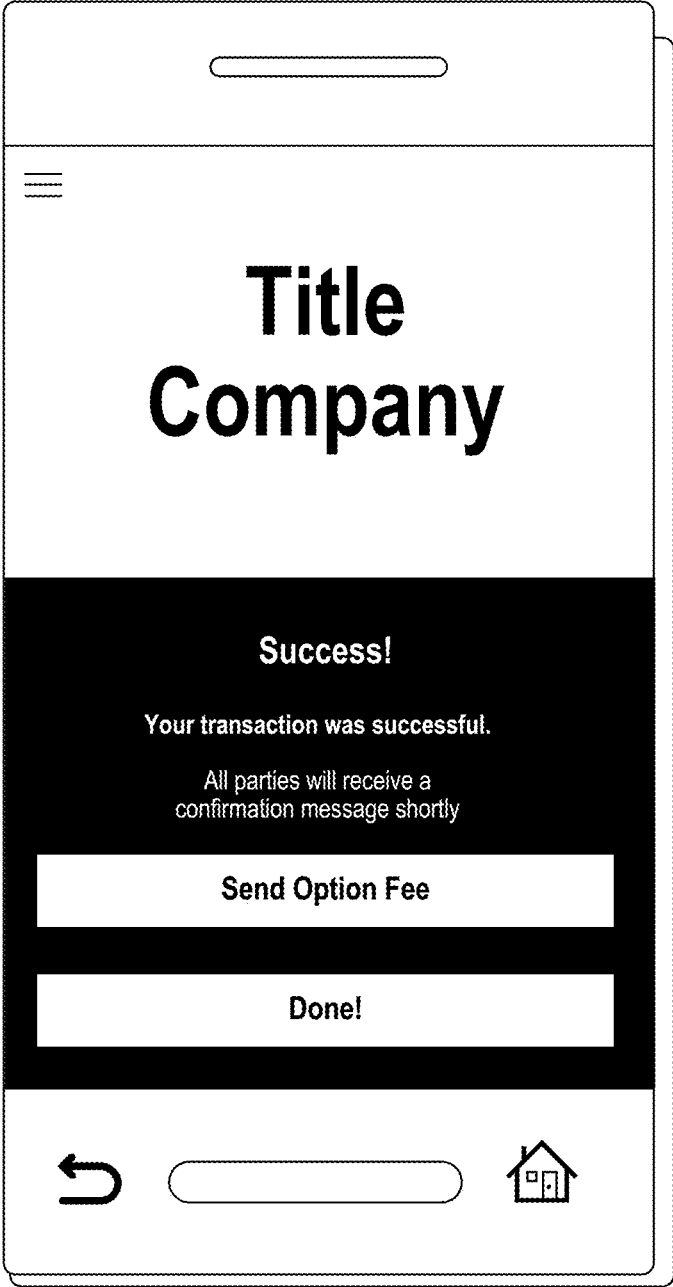 Title
Company
Success!
Your transaction was successful.
All parties will receive a
confirmation message shortly
Send Option Fee
Done!